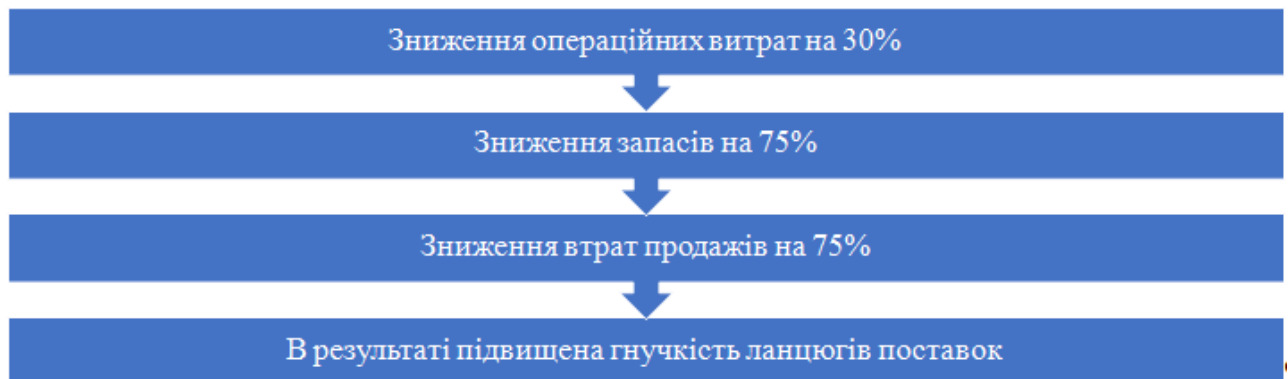 Зниження операційних витрат на 30%
Зниження запасів на 75%
Зниження втрат продажів на 75%
В результаті підвищена гнучкість ланцюгів поставок